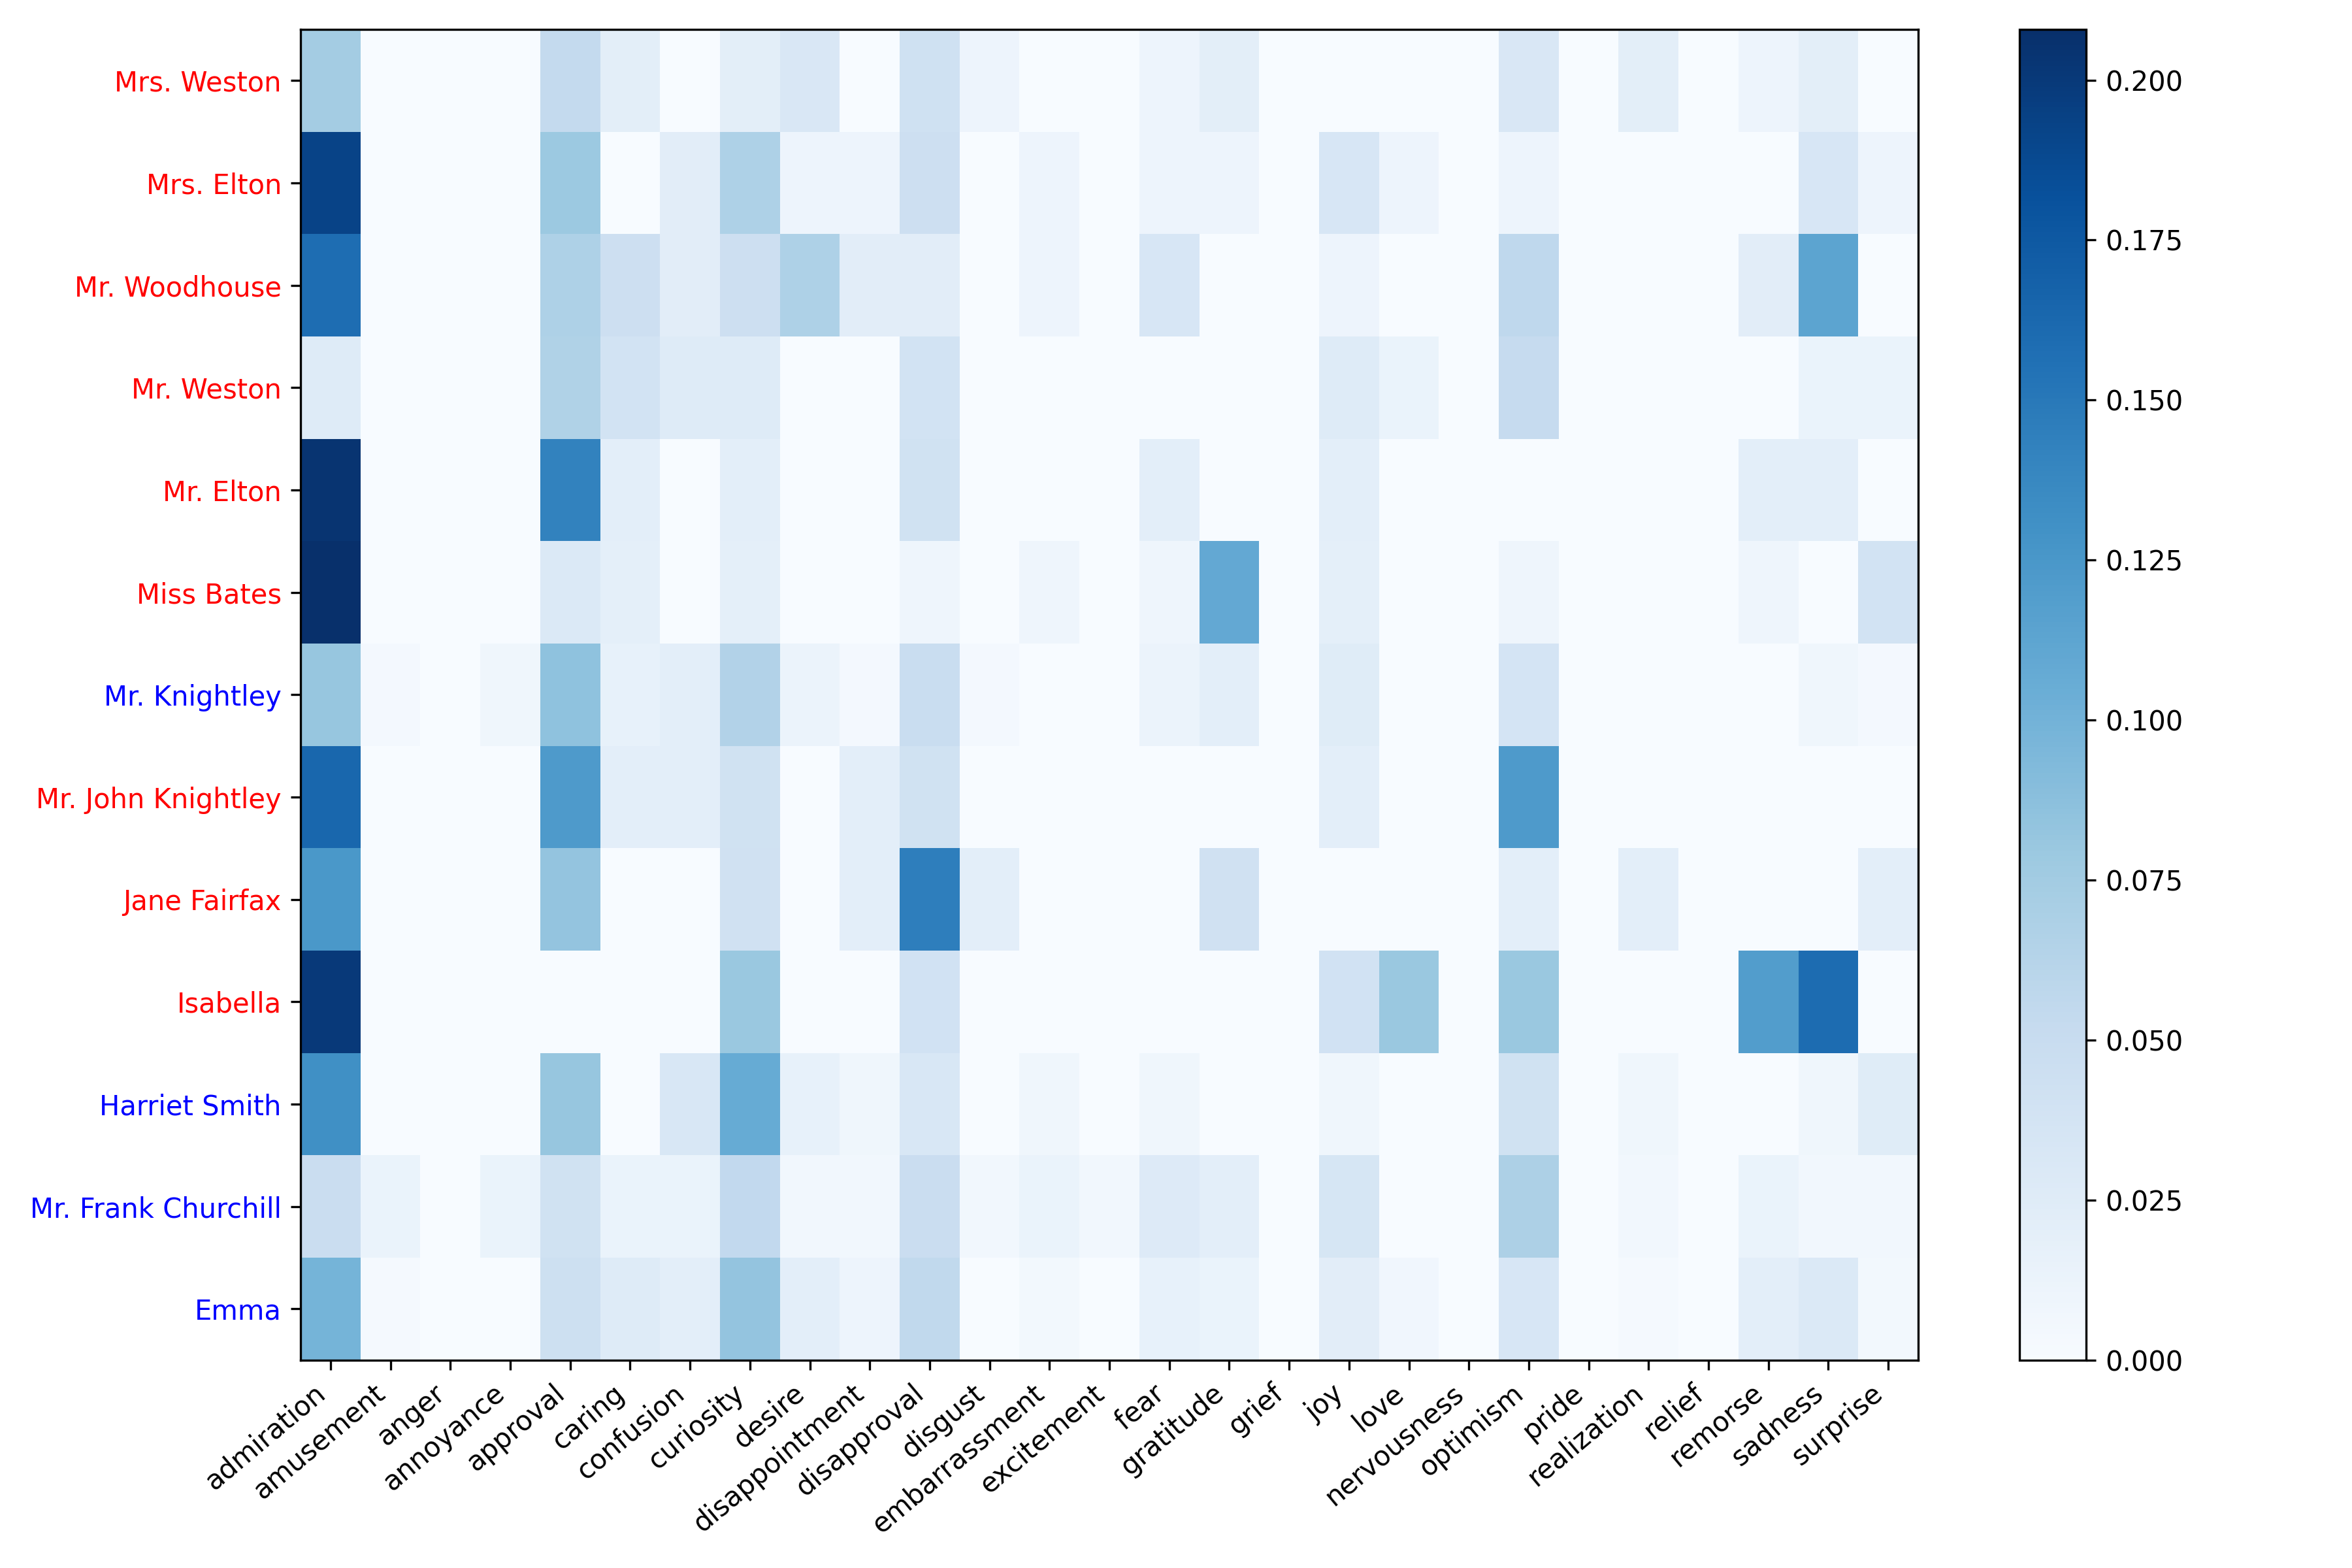 Mrs. Weston
Mrs. Elton
Mr. Woodhouse
Mr. Weston
Mr. Elton
Miss Bates
Mr. Knightley
Mr. John Knightley
Jane Fairfax
Isabella
Harriet Smith
Mr. Frank Churchill
Emma
admiration
amusement
anger
annoyance
approval
caring
confusion
curiosity
desire
disappointment
disapproval
disgust
embarrassment
excitement
fear
gratitude
grief
joy
love
nervousness
optimism
pride
realization
relief
remorse
sadness
surprise
0.200
0.175
0.150
0.125
0.100
0.075
0.050
0.025
0.000